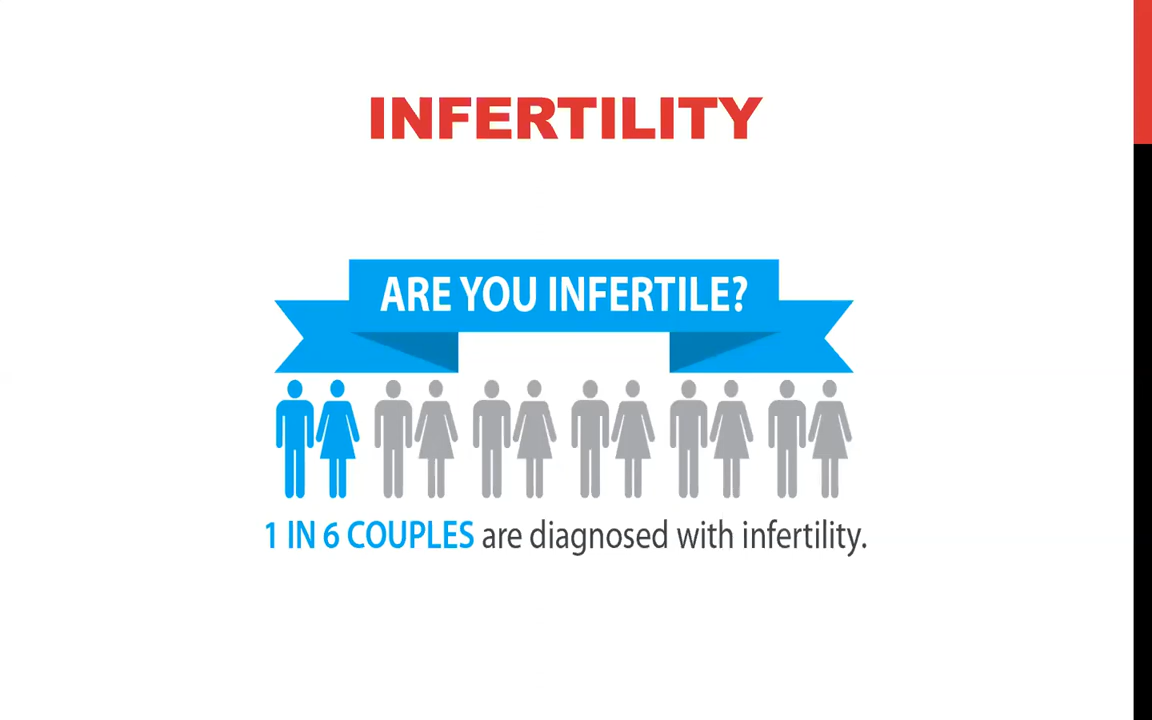 INFERTILITY
ARE YOU INFERTILE?
1 IN 6 COUPLES are diagnosed with infertility.